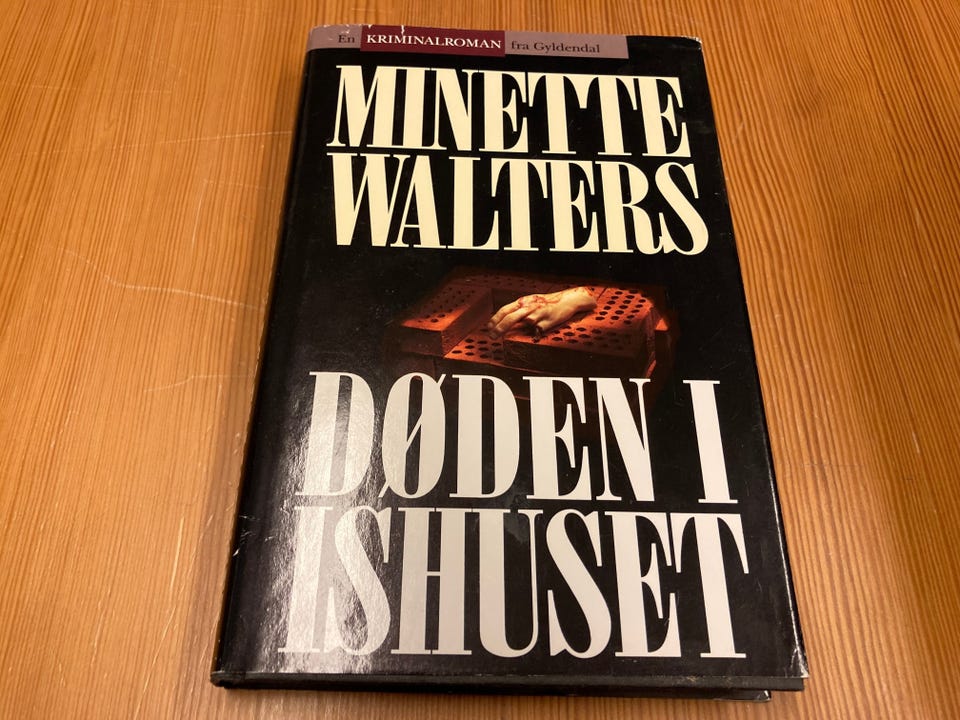 En KRIMINALROMAN fra Gyldendal
MINETTE
WALTERS
DØDEN I
ISHUSET